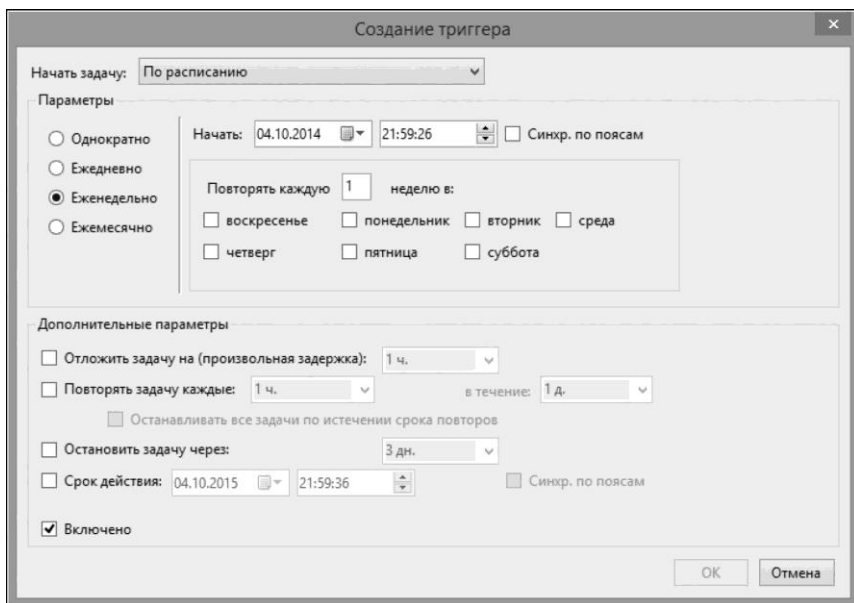 Создание триггера
Начать задачу: По расписанию
Параметры
Однократно
Ежедневно
Еженедельно
Ежемесячно
Начать: 04.10.2014 21:59:26 Синхр. по поясам
Повторять каждую 1 неделю в:
воскресенье понедельник вторник среда
четверг пятница суббота
Дополнительные параметры
Отложить задачу на (произвольная задержка): 1 ч.
Повторять задачу каждые: 1 ч. в течение: 1 д.
Останавливать все задачи по истечении срока повторов
Остановить задачу через: 3 дн.
Срок действия: 04.10.2015 21:59:36 Синхр. по поясам
Включено
ОК Отмена